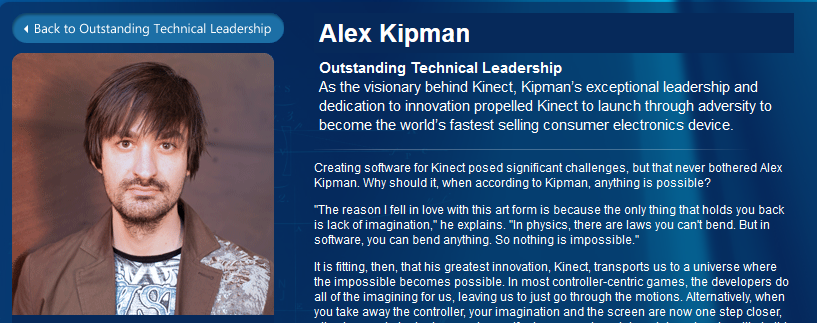 Back to Outstanding Technical Leadership
Alex Kipman
Outstanding Technical Leadership
As the visionary behind Kinect, Kipman's exceptional leadership and
dedication to innovation propelled Kinect to launch through adversity to
become the world's fastest selling consumer electronics device.
Creating software for Kinect posed significant challenges, but that never bothered Alex
Kipman. Why should it, when according to Kipman, anything is possible?
"The reason I fell in love with this art form is because the only thing that holds you back
is lack of imagination," he explains. "In physics, there are laws you can't bend. But in
software, you can bend anything. So nothing is impossible."
It is fitting, then, that his greatest innovation, Kinect, transports us to a universe where
the impossible becomes possible. In most controller-centric games, the developers do
all of the imagining for us, leaving us to just go through the motions. Alternatively, when
you take away the controller, your imagination and the screen are now one step closer,